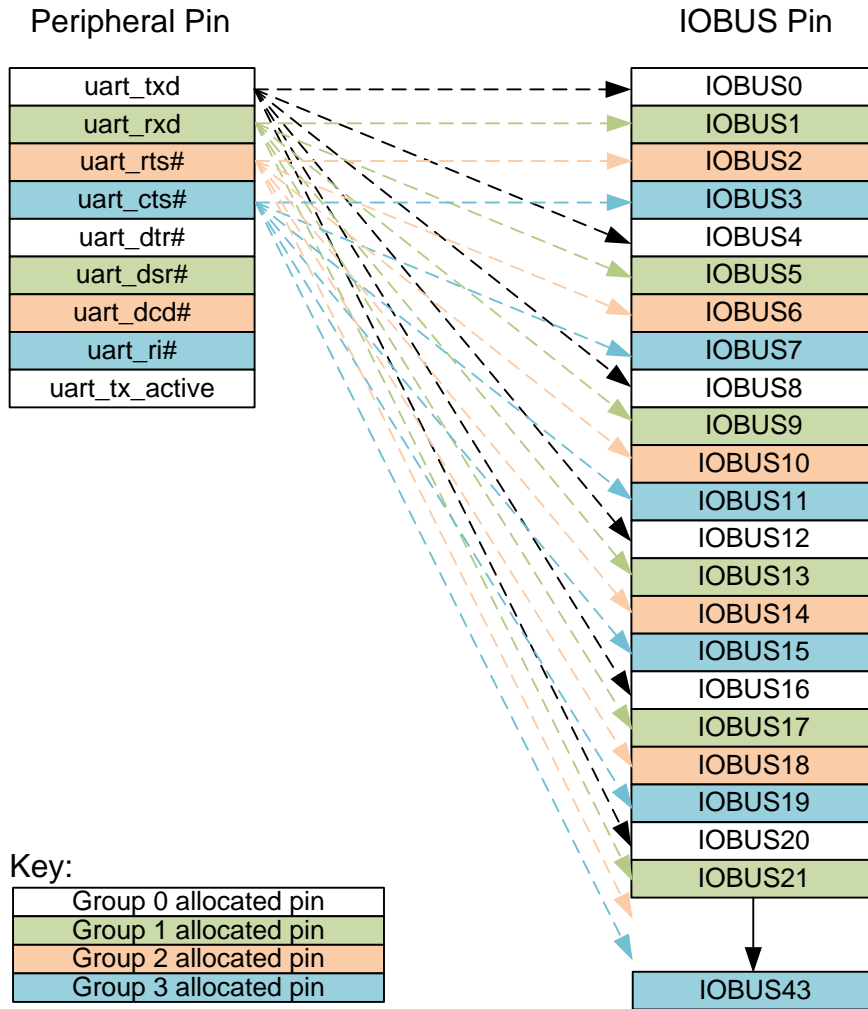 Peripheral Pin
uart_txd
uart_rxd
uart_rts#
uart_cts#
uart_dtr#
uart_dsr#
uart_dcd#
uart_ri#
uart_tx_active
IOBUS Pin
IOBUS0
IOBUS1
IOBUS2
IOBUS3
IOBUS4
IOBUS5
IOBUS6
IOBUS7
IOBUS8
IOBUS9
IOBUS10
IOBUS11
IOBUS12
IOBUS13
IOBUS14
IOBUS15
IOBUS16
IOBUS17
IOBUS18
IOBUS19
IOBUS20
IOBUS21
IOBUS43
Key:
Group 0 allocated pin
Group 1 allocated pin
Group 2 allocated pin
Group 3 allocated pin